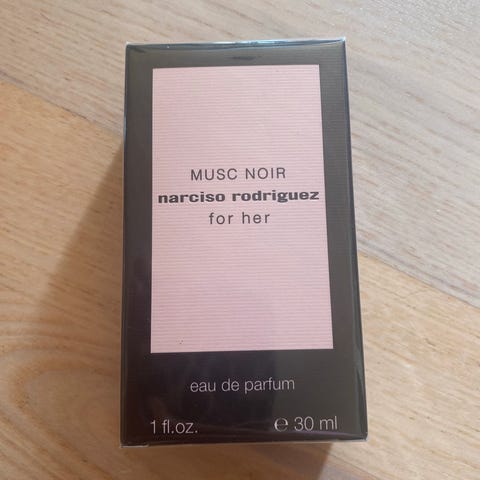 MUSC NOIR
narciso rodriguez
for her
eau de parfum
1 fl.oz. ℮ 30 ml